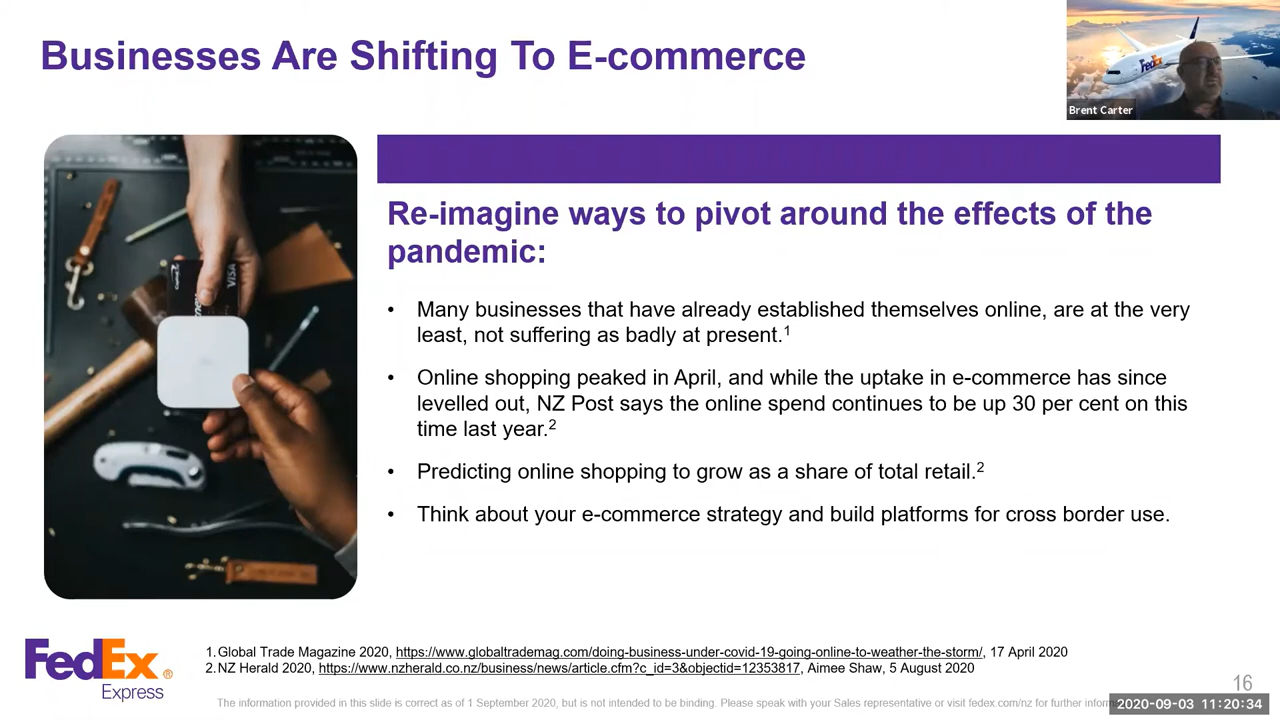 Businesses Are Shifting To E-commerce
FedEx
Brent Carter
VISA
Re-imagine ways to pivot around the effects of the
pandemic:
• Many businesses that have already established themselves online, are at the very
least, not suffering as badly at present.1
• Online shopping peaked in April, and while the uptake in e-commerce has since
levelled out, NZ Post says the online spend continues to be up 30 per cent on this
time last year.2
• Predicting online shopping to grow as a share of total retail.2
• Think about your e-commerce strategy and build platforms for cross border use.
FedEx®
Express
1. Global Trade Magazine 2020, https://www.globaltrademag.com/doing-business-under-covid-19-going-online-to-weather-the-storm/, 17 April 2020
2. NZ Herald 2020, https://www.nzherald.co.nz/business/news/article.cfm?c_id=3&objectid=12353817, Aimee Shaw, 5 August 2020
16
The information provided in this slide is correct as of 1 September 2020, but is not intended to be binding. Please speak with your Sales representative or visit fedex.com/nz for further
2020-09-03 11:20:34